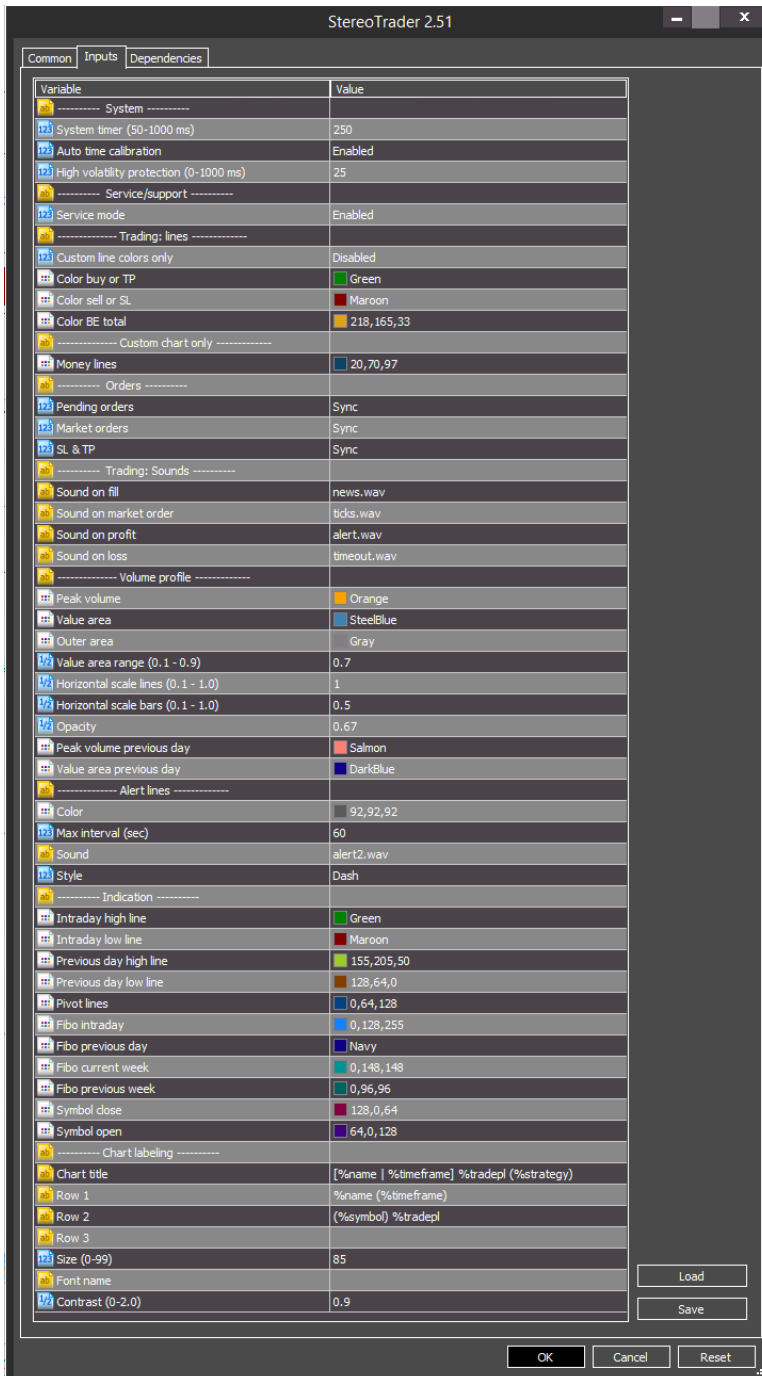 StereoTrader 2.51
Common Inputs Dependencies
Variable Value
---------- System ----------
System timer (50-1000 ms) 250
Auto time calibration Enabled
High volatility protection (0-1000 ms) 25
---------- Service/support ----------
Service mode Enabled
-------------- Trading: lines -------------
Custom line colors only Disabled
Color buy or TP Green
Color sell or SL Maroon
Color BE total 218,165,33
-------------- Custom chart only -------------
Money lines 20,70,97
---------- Orders ----------
Pending orders Sync
Market orders Sync
SL & TP Sync
---------- Trading: Sounds ----------
Sound on fill news.wav
Sound on market order ticks.wav
Sound on profit alert.wav
Sound on loss timeout.wav
-------------- Volume profile -------------
Peak volume Orange
Value area SteelBlue
Outer area Gray
Value area range (0.1 - 0.9) 0.7
Horizontal scale lines (0.1 - 1.0) 1
Horizontal scale bars (0.1 - 1.0) 0.5
Opacity 0.67
Peak volume previous day Salmon
Value area previous day DarkBlue
-------------- Alert lines -------------
Color 92,92,92
Max interval (sec) 60
Sound alert2.wav
Style Dash
---------- Indication ----------
Intraday high line Green
Intraday low line Maroon
Previous day high line 155,205,50
Previous day low line 128,64,0
Pivot lines 0,64,128
Fibo intraday 0,128,255
Fibo previous day Navy
Fibo current week 0,148,148
Fibo previous week 0,96,96
Symbol close 128,0,64
Symbol open 64,0,128
---------- Chart labeling ----------
Chart title [%name | %timeframe] %tradepl (%strategy)
Row 1 %name (%timeframe)
Row 2 (%symbol) %tradepl
Row 3
Size (0-99) 85
Font name
Contrast (0-2.0) 0.9
Load
Save
OK Cancel Reset